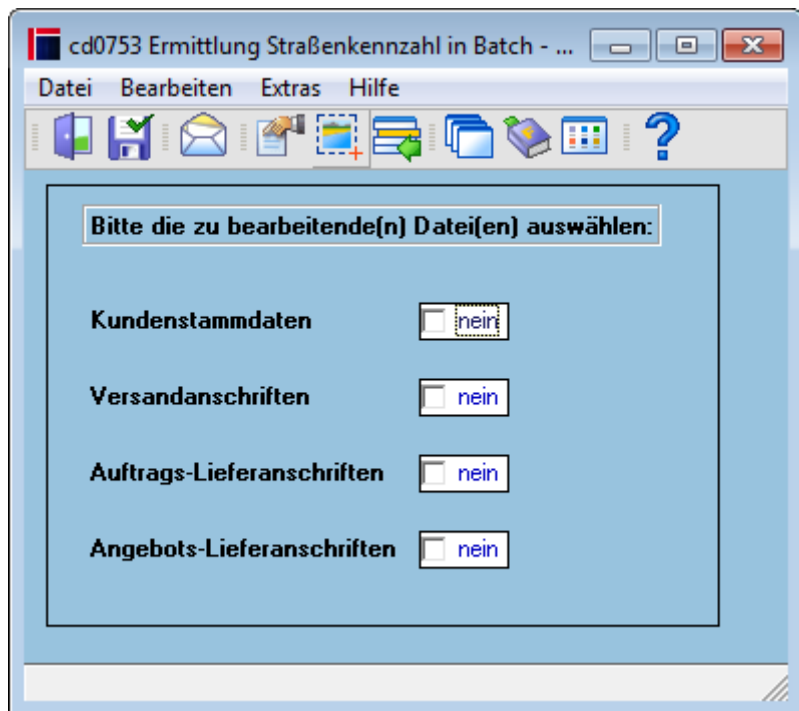 cd0753 Ermittlung Straßenkennzahl in Batch - ...
Datei Bearbeiten Extras Hilfe
Bitte die zu bearbeitende(n) Datei(en) auswählen:
Kundenstammdaten nein
Versandanschriften nein
Auftrags-Lieferanschriften nein
Angebots-Lieferanschriften nein